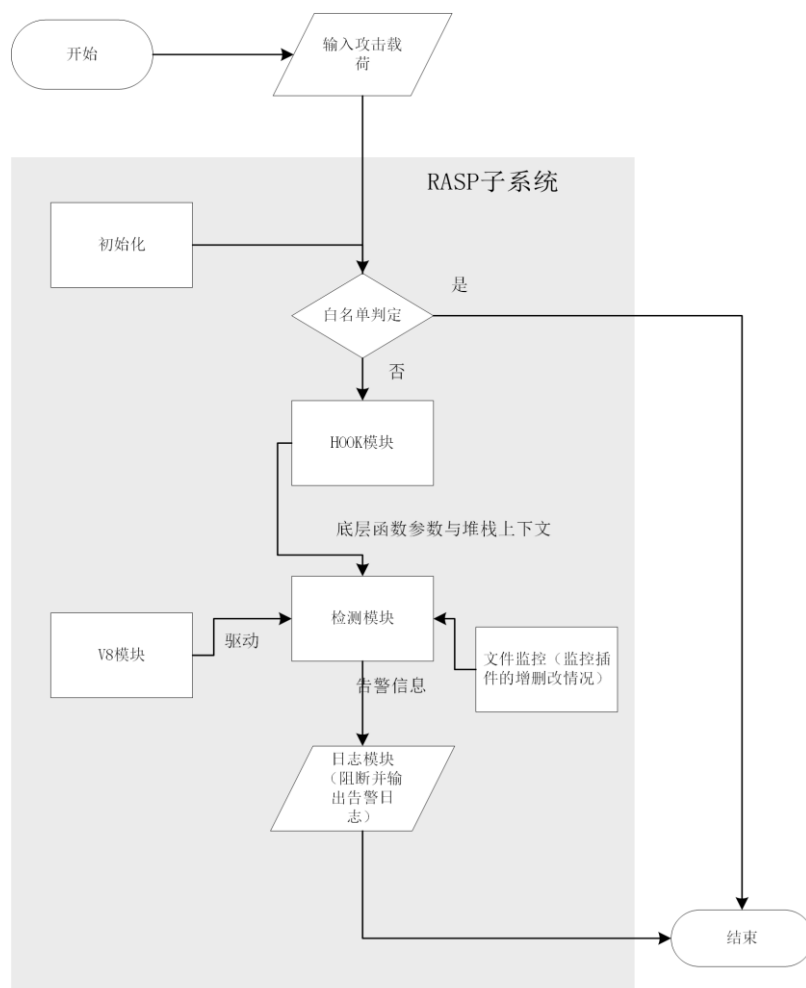 开始
输入攻击载
荷
RASP子系统
初始化
是
白名单判定
否
HOOK模块
底层函数参数与堆栈上下文
检测模块
V8模块
驱动
文件监控（监控插
件的增删改情况）
告警信息
日志模块
（阻断并输
出告警日
志）
结束